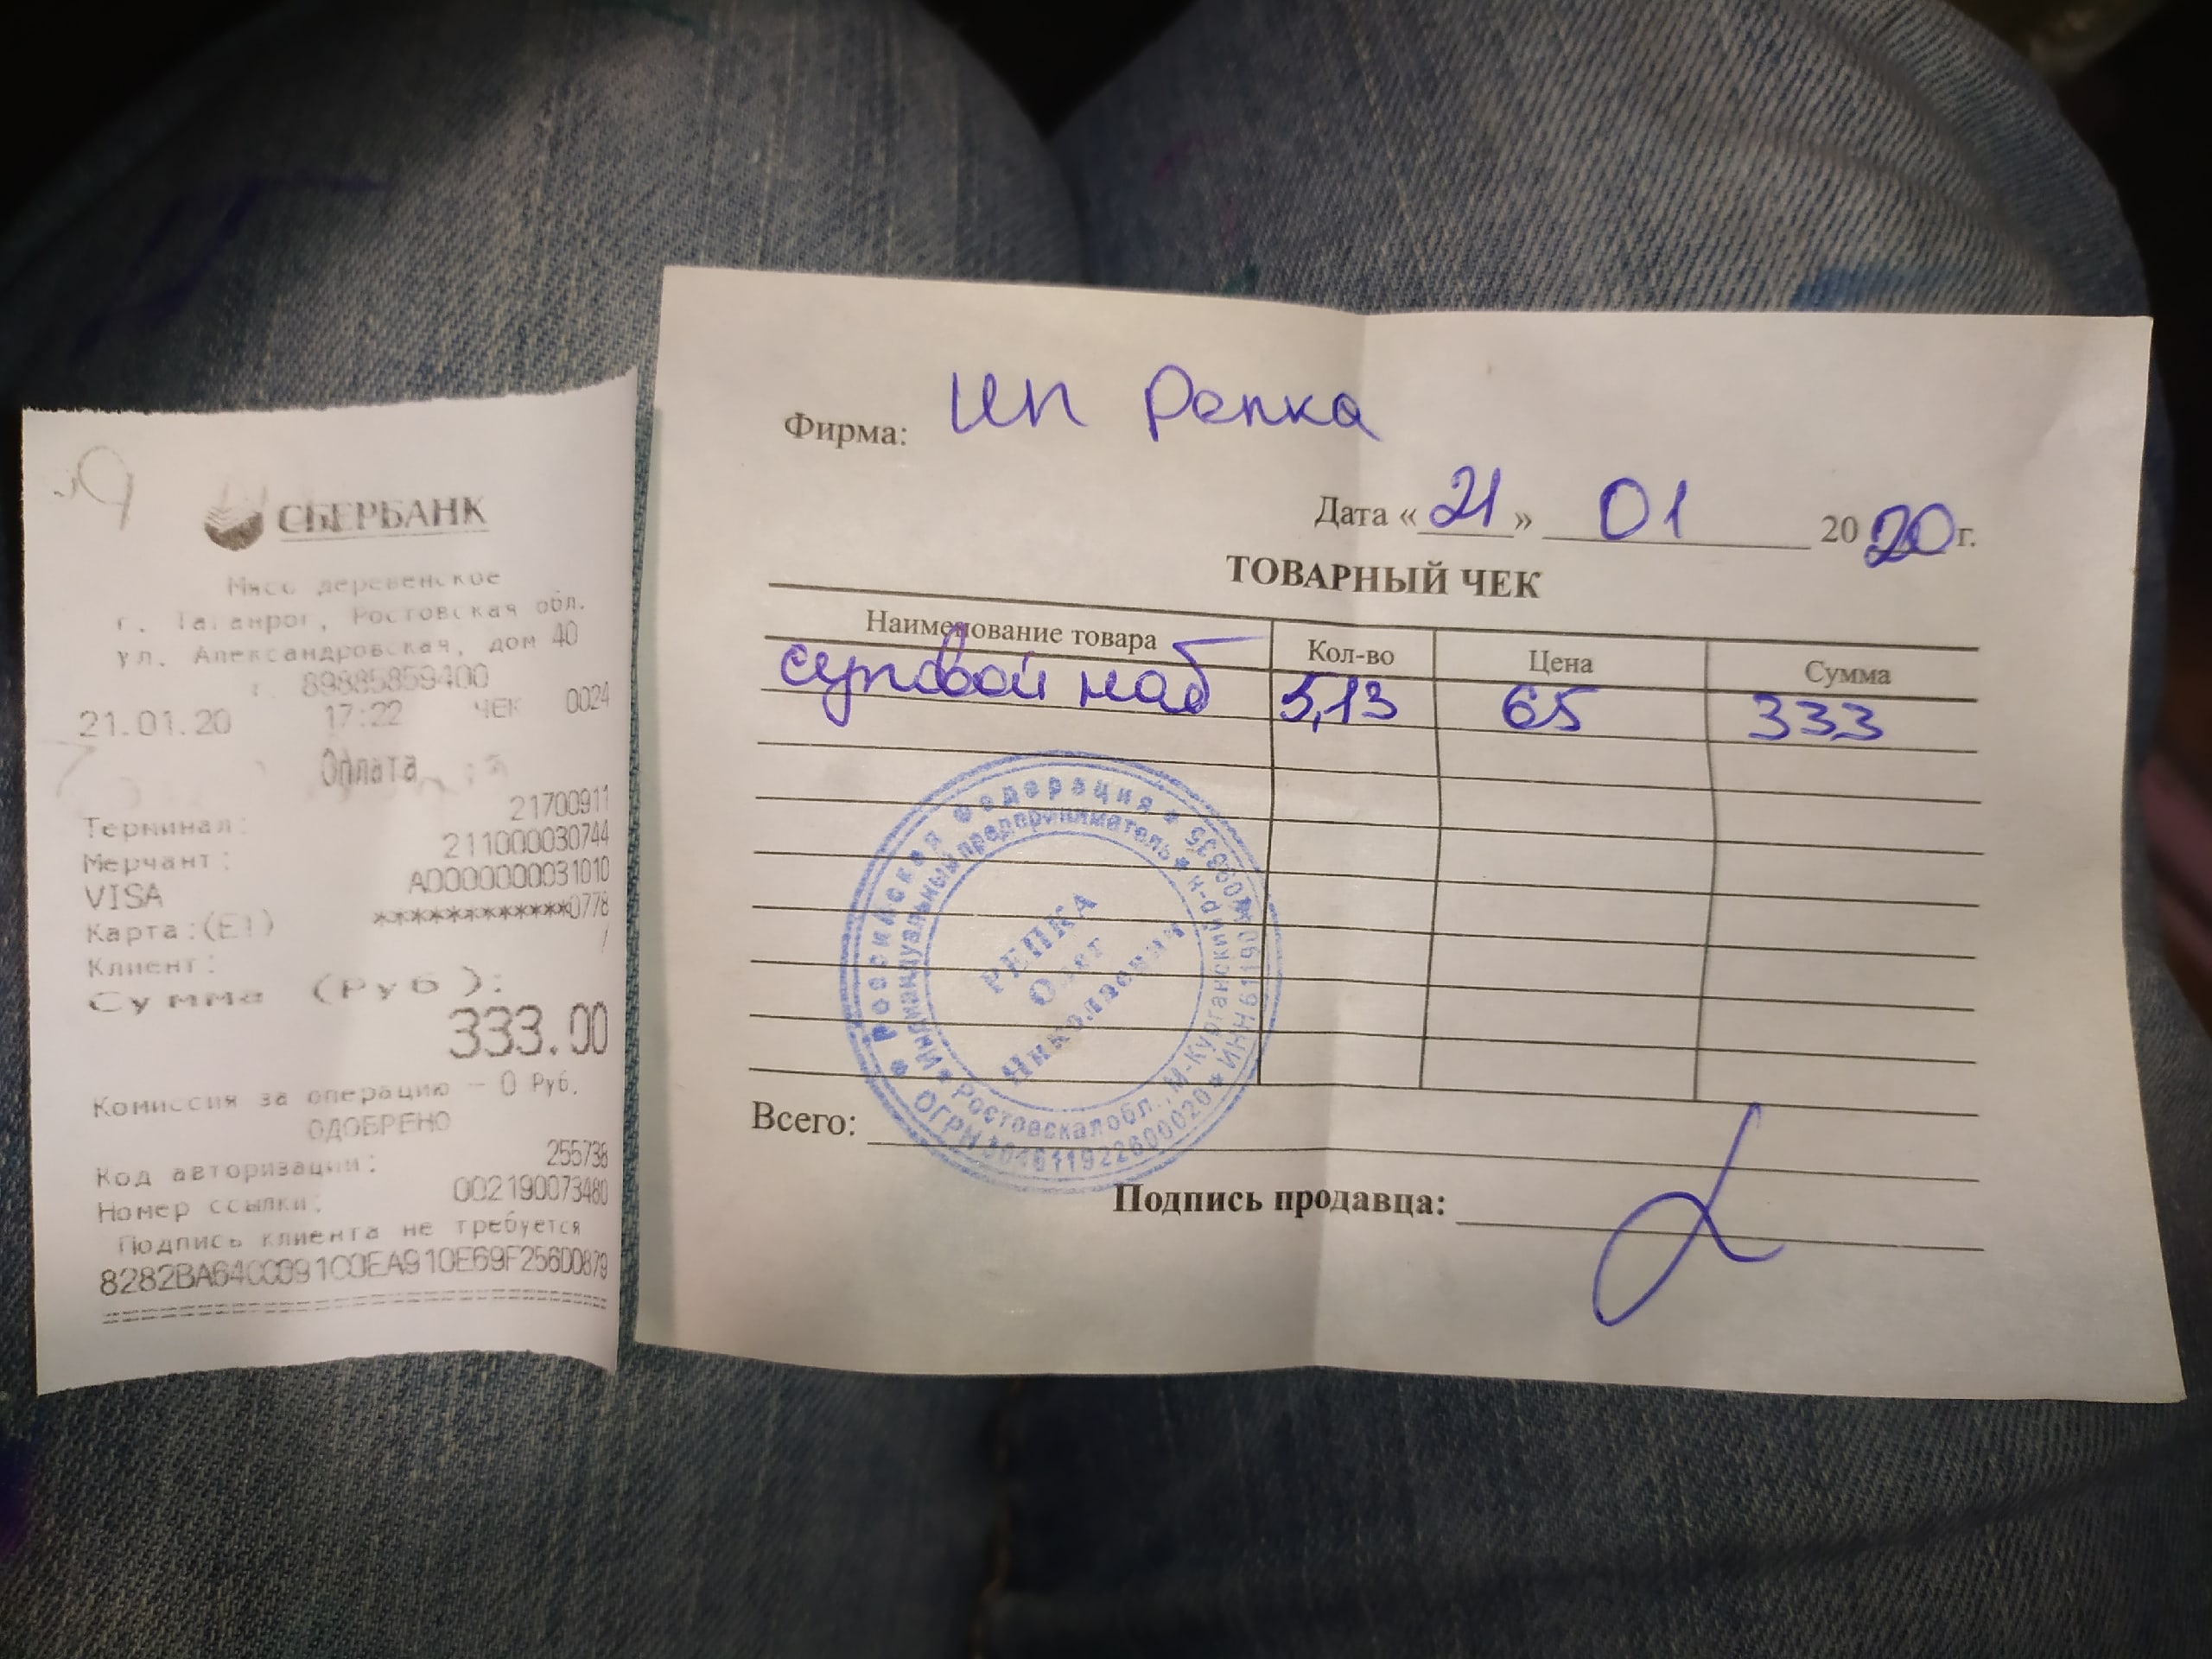 СБЕРБАНК
Мясо деревенское
г. Таганрог, Ростовская обл.
ул. Александровская, дом 40
т. 89885859400
21.01.20 17:22 ЧЕК 0024
Оплата
Терминал: 21700911
Мерчант: 211000030744
VISA A0000000031010
Карта:(E1) ************0778
Клиент: /
Сумма (Руб):
333.00
Комиссия за операцию - 0 Руб.
ОДОБРЕНО
Код авторизации: 255738
Номер ссылки: 002190073480
Подпись клиента не требуется
Фирма: ИП Репка
Дата «21» 01 2020г.
ТОВАРНЫЙ ЧЕК
Наименование товара Кол-во Цена Сумма
суповой наб 5,13 65 333
Российская Федерация
Индивидуальный предприниматель
РЕПКА
Олег
Николаевич
Ростовская обл., М-Курганский р-н
Всего:
Подпись продавца: